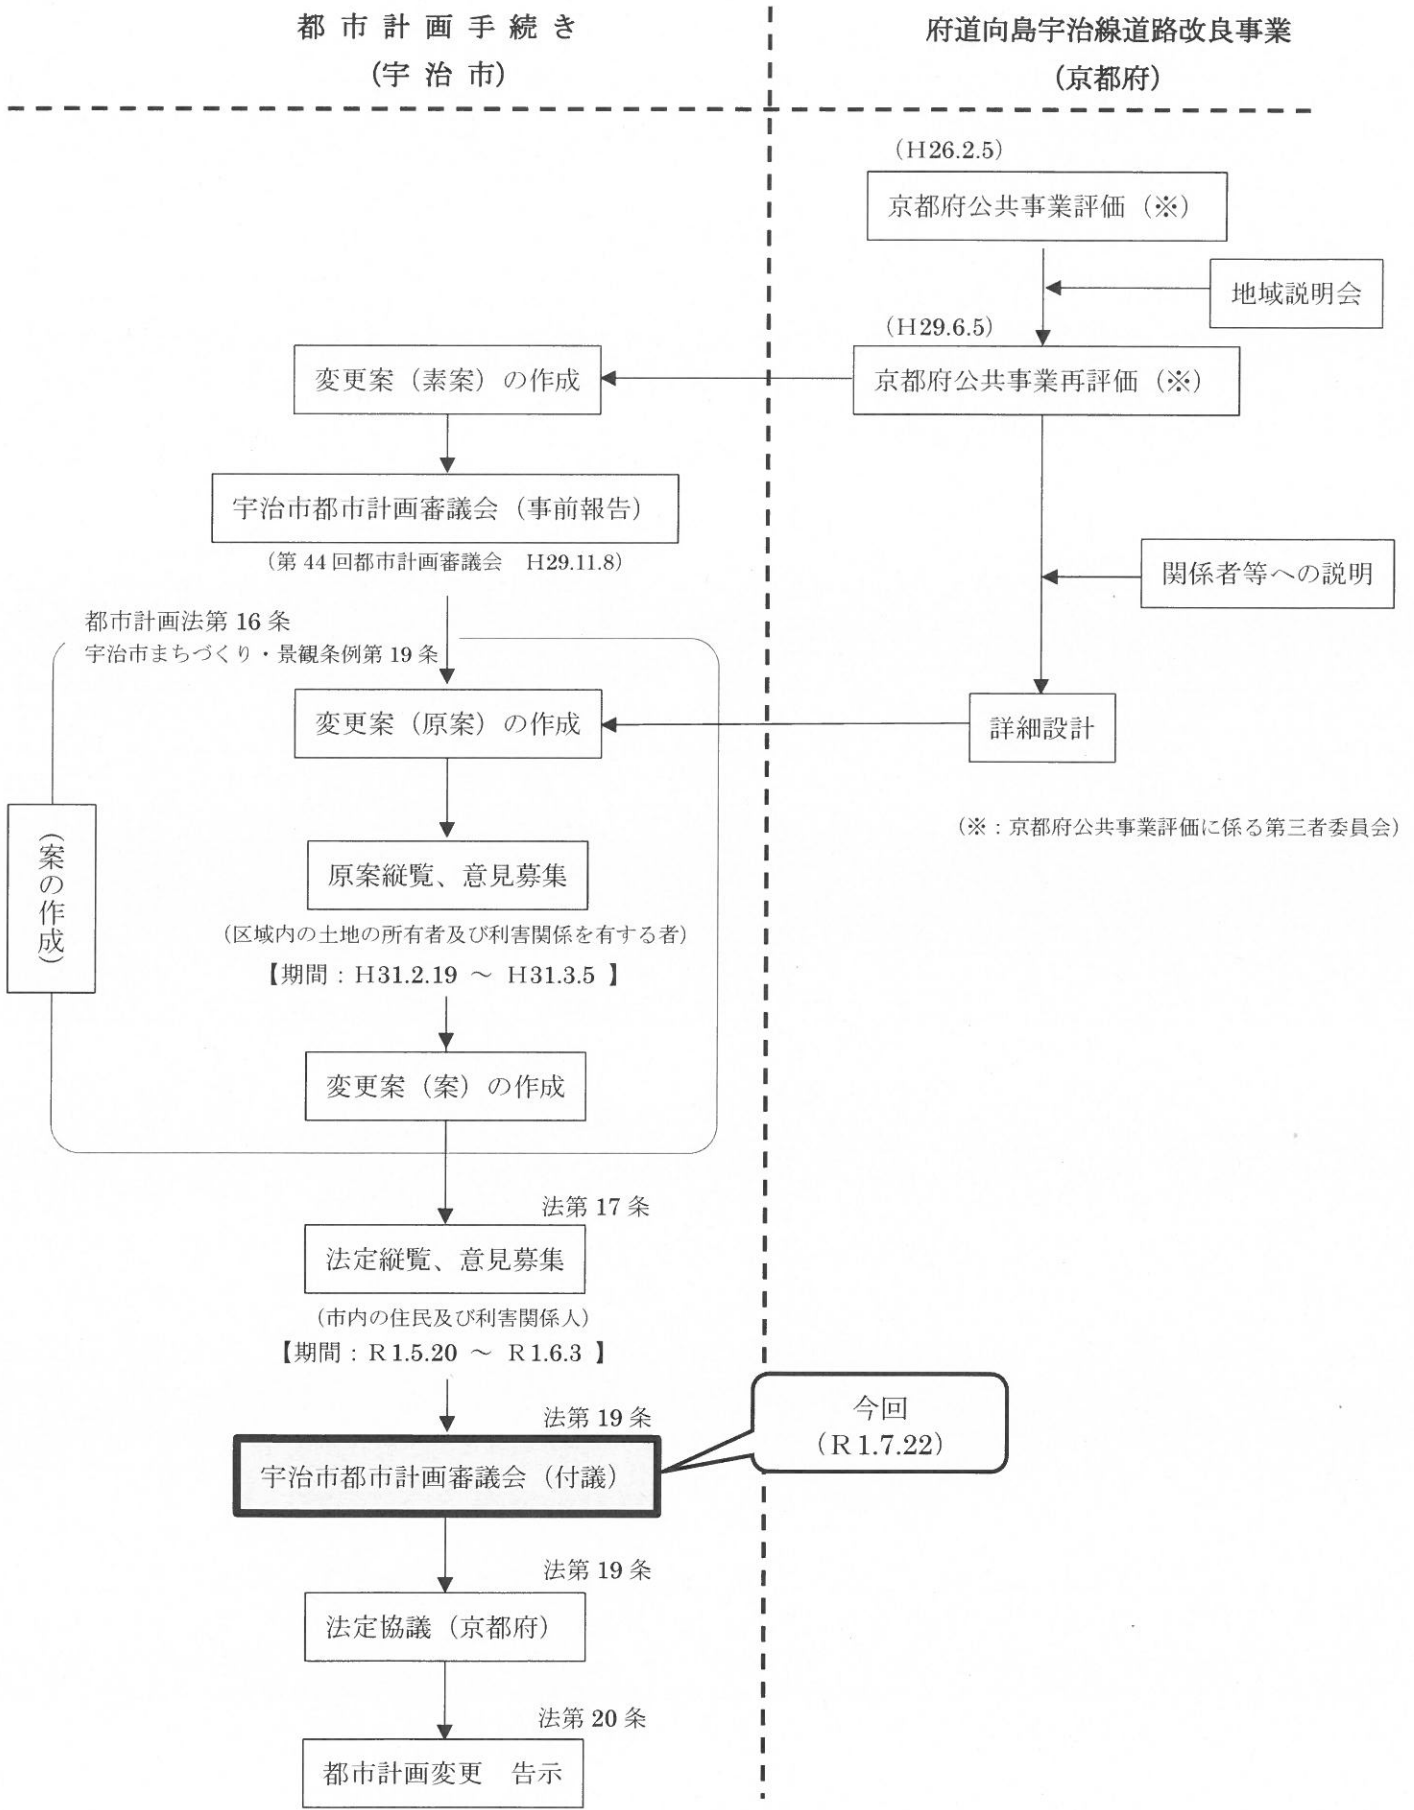 都市計画手続き
(宇治市)
府道向島宇治線道路改良事業
(京都府)
(H26.2.5)
京都府公共事業評価(※)
地域説明会
(H29.6.5)
京都府公共事業再評価(※)
変更案(素案)の作成
宇治市都市計画審議会(事前報告)
(第44回都市計画審議会 H29.11.8)
関係者等への説明
都市計画法第16条
宇治市まちづくり・景観条例第19条
変更案(原案)の作成
詳細設計
(※:京都府公共事業評価に係る第三者委員会)
(案の作成)
原案縦覧、意見募集
(区域内の土地の所有者及び利害関係を有する者)
【期間:H31.2.19 ～ H31.3.5 】
変更案(案)の作成
法第17条
法定縦覧、意見募集
(市内の住民及び利害関係人)
【期間:R1.5.20 ～ R1.6.3 】
今回
(R1.7.22)
法第19条
宇治市都市計画審議会(付議)
法第19条
法定協議(京都府)
法第20条
都市計画変更 告示